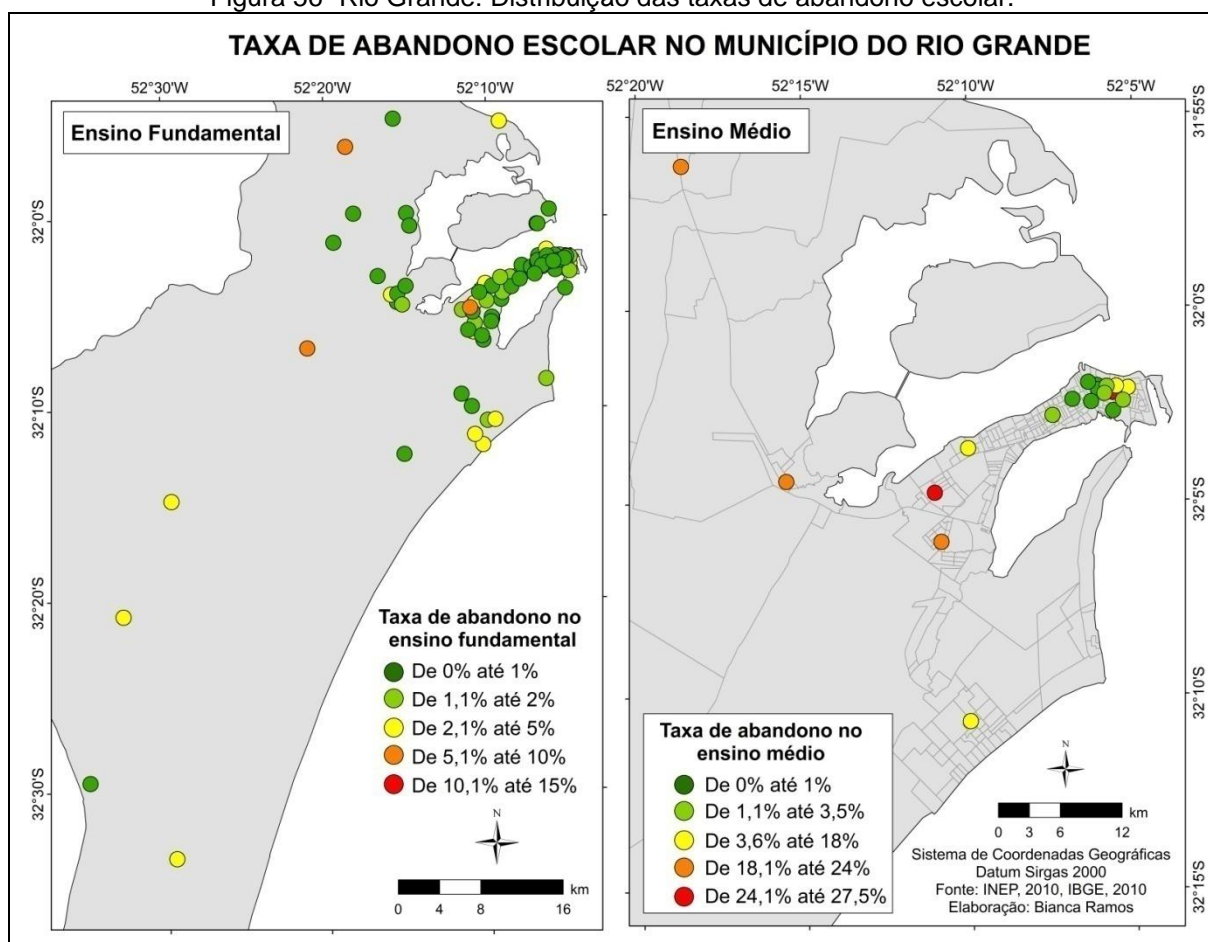 Figura 56- Rio Grande: Distribuição das taxas de abandono escolar.
TAXA DE ABANDONO ESCOLAR NO MUNICÍPIO DO RIO GRANDE
52°30'W 52°20'W 52°10'W
52°20'W 52°15'W 52°10'W 52°5'W
Ensino Fundamental
Ensino Médio
32°0'S
32°10'S
32°20'S
32°30'S
31°55'S
32°0'S
32°5'S
32°10'S
32°15'S
Taxa de abandono no
ensino fundamental
De 0% até 1%
De 1,1% até 2%
De 2,1% até 5%
De 5,1% até 10%
De 10,1% até 15%
N
km
0 4 8 16
Taxa de abandono no
ensino médio
De 0% até 1%
De 1,1% até 3,5%
De 3,6% até 18%
De 18,1% até 24%
De 24,1% até 27,5%
N
km
0 3 6 12
Sistema de Coordenadas Geográficas
Datum Sirgas 2000
Fonte: INEP, 2010, IBGE, 2010
Elaboração: Bianca Ramos